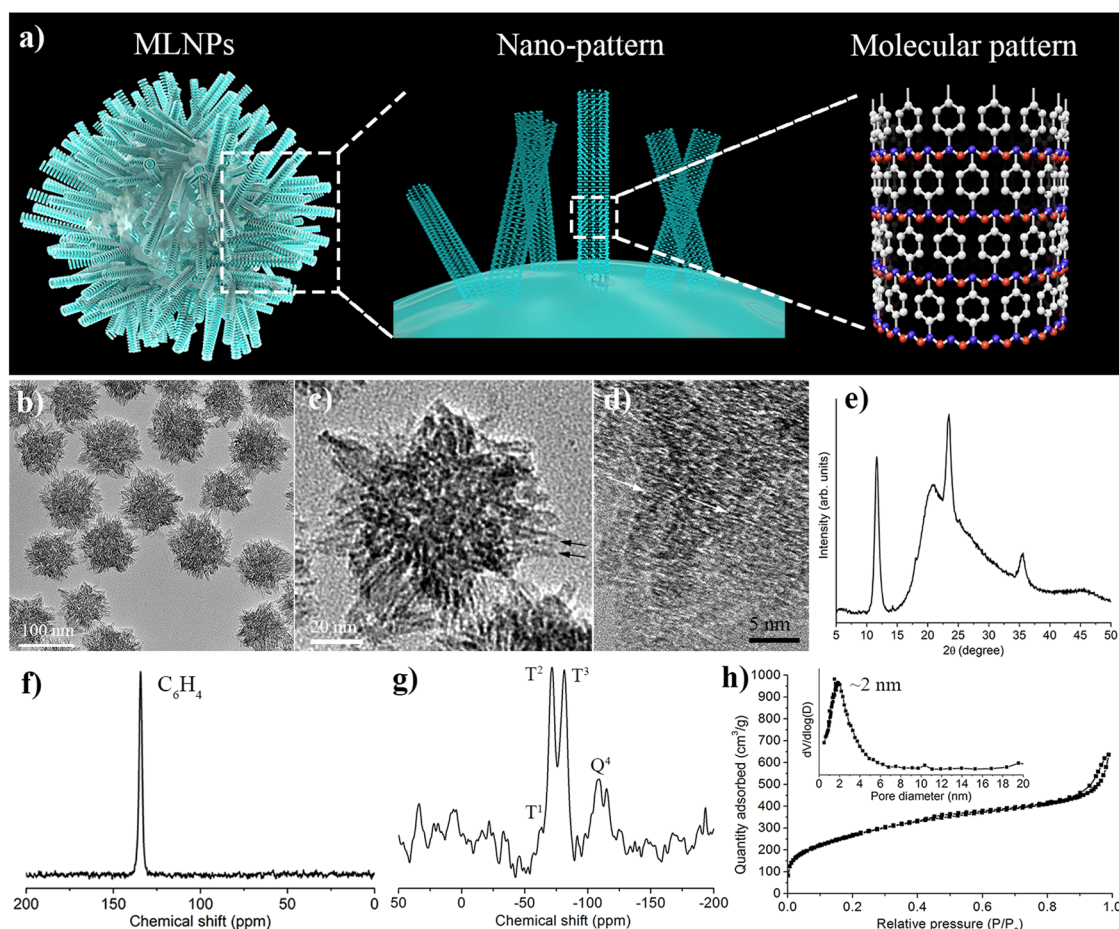 a)
MLNPs
Nano-pattern
Molecular pattern
b)
100 nm
c)
20 nm
d)
5 nm
e)
Intensity (arb. units)
5 10 15 20 25 30 35 40 45 50
2θ (degree)
f)
C₆H₄
200 150 100 50 0
Chemical shift (ppm)
g)
T² T³
T¹
Q⁴
50 0 -50 -100 -150 -200
Chemical shift (ppm)
h)
1000
900
800
700
600
500
400
300
200
100
0
Quantity adsorbed (cm³/g)
~2 nm
dV/dlog(D)
0 2 4 6 8 10 12 14 16 18 20
Pore diameter (nm)
0.0 0.2 0.4 0.6 0.8 1.0
Relative pressure